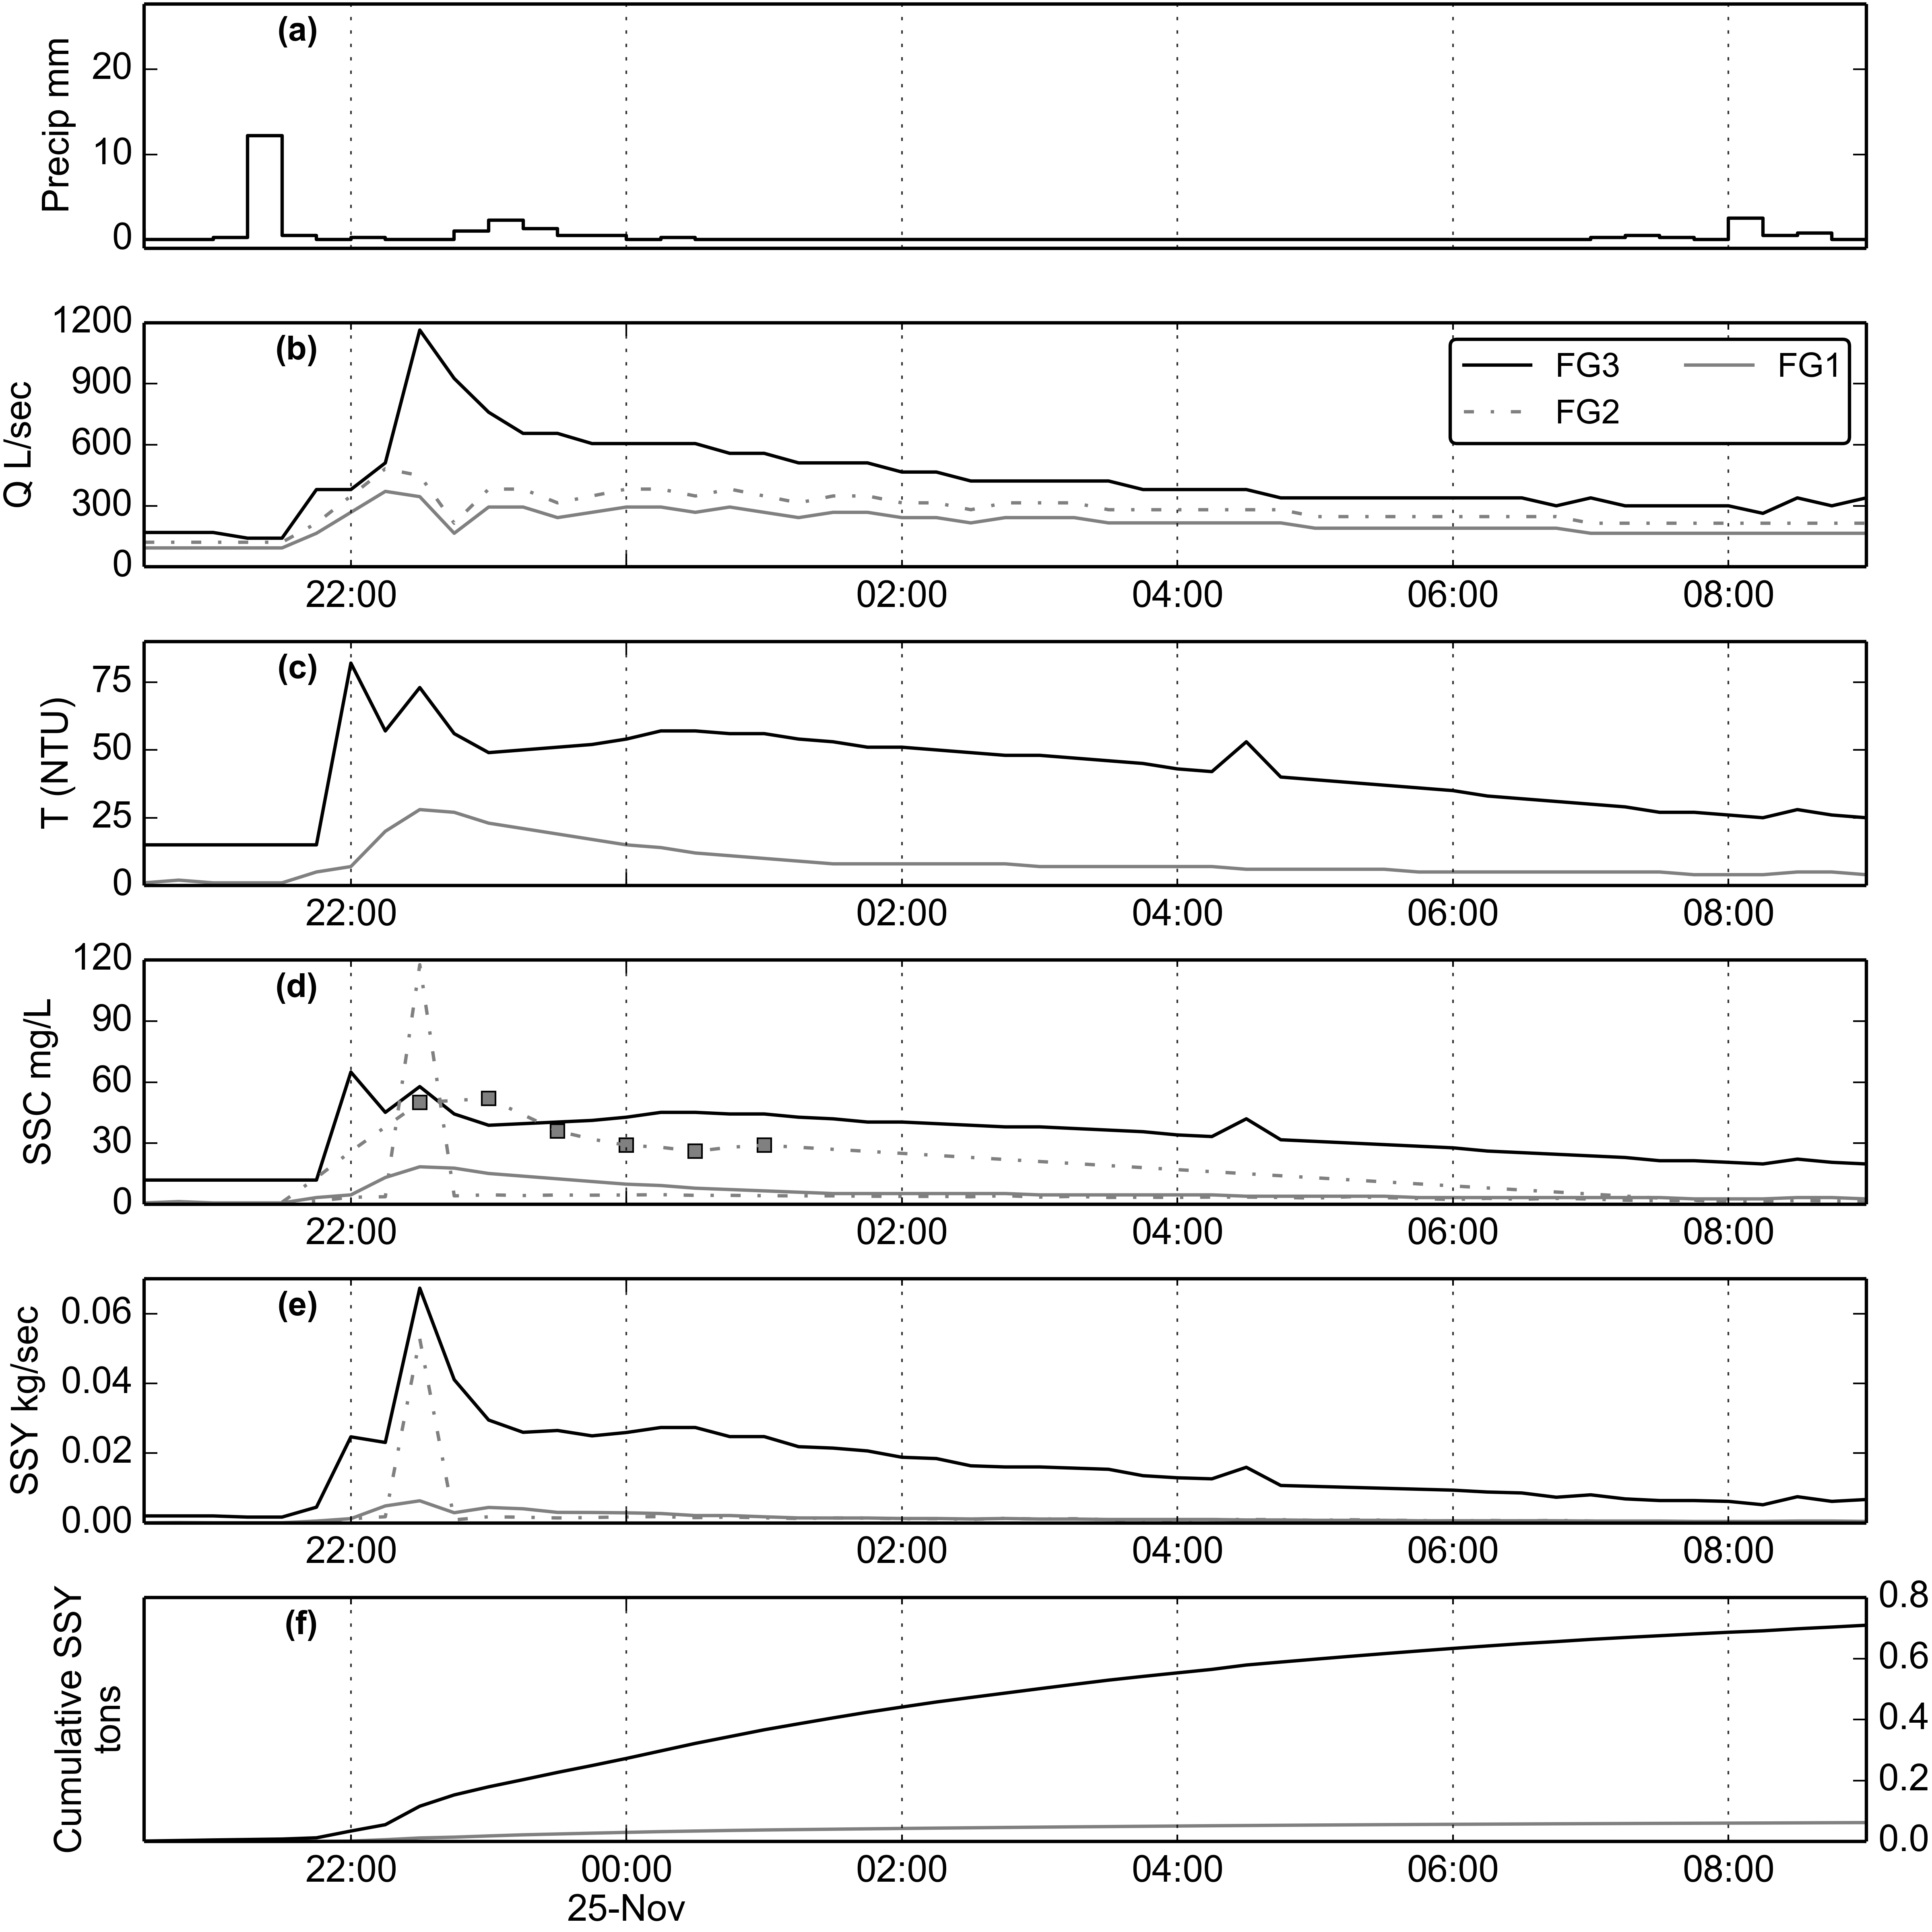 (a)
Precip mm
20
10
0
(b)
Q L/sec
1200
900
600
300
0
FG3 FG1
FG2
22:00 02:00 04:00 06:00 08:00
(c)
T (NTU)
75
50
25
0
22:00 02:00 04:00 06:00 08:00
(d)
SSC mg/L
120
90
60
30
0
22:00 02:00 04:00 06:00 08:00
(e)
SSY kg/sec
0.06
0.04
0.02
0.00
22:00 02:00 04:00 06:00 08:00
(f)
Cumulative SSY
tons
0.8
0.6
0.4
0.2
0.0
22:00 00:00 02:00 04:00 06:00 08:00
25-Nov